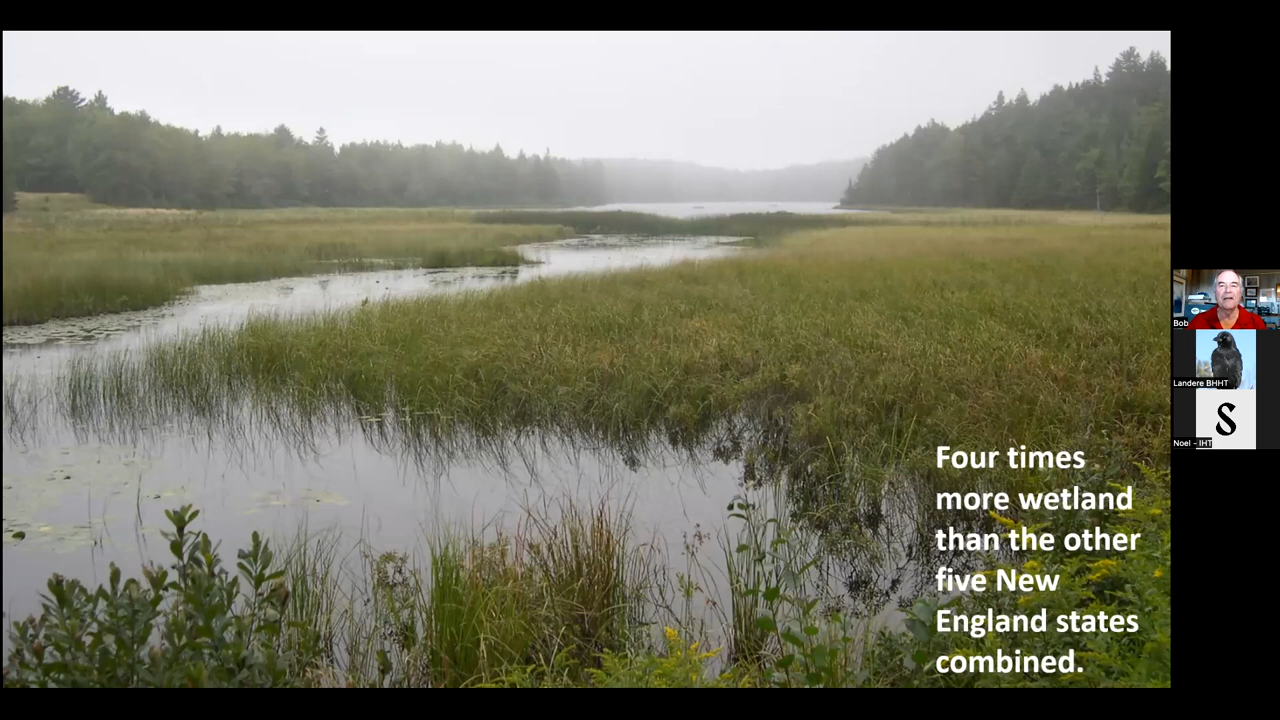 Four times
more wetland
than the other
five New
England states
combined.
Bob
Landere BHHT
S
Noel - IHT